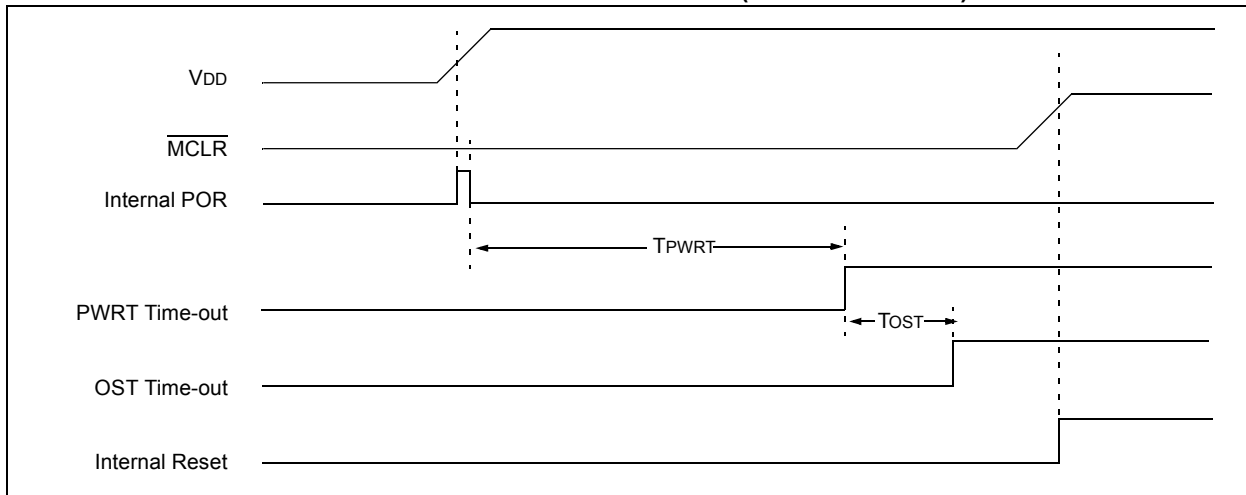 VDD
MCLR
Internal POR
TPWRT
PWRT Time-out
TOST
OST Time-out
Internal Reset